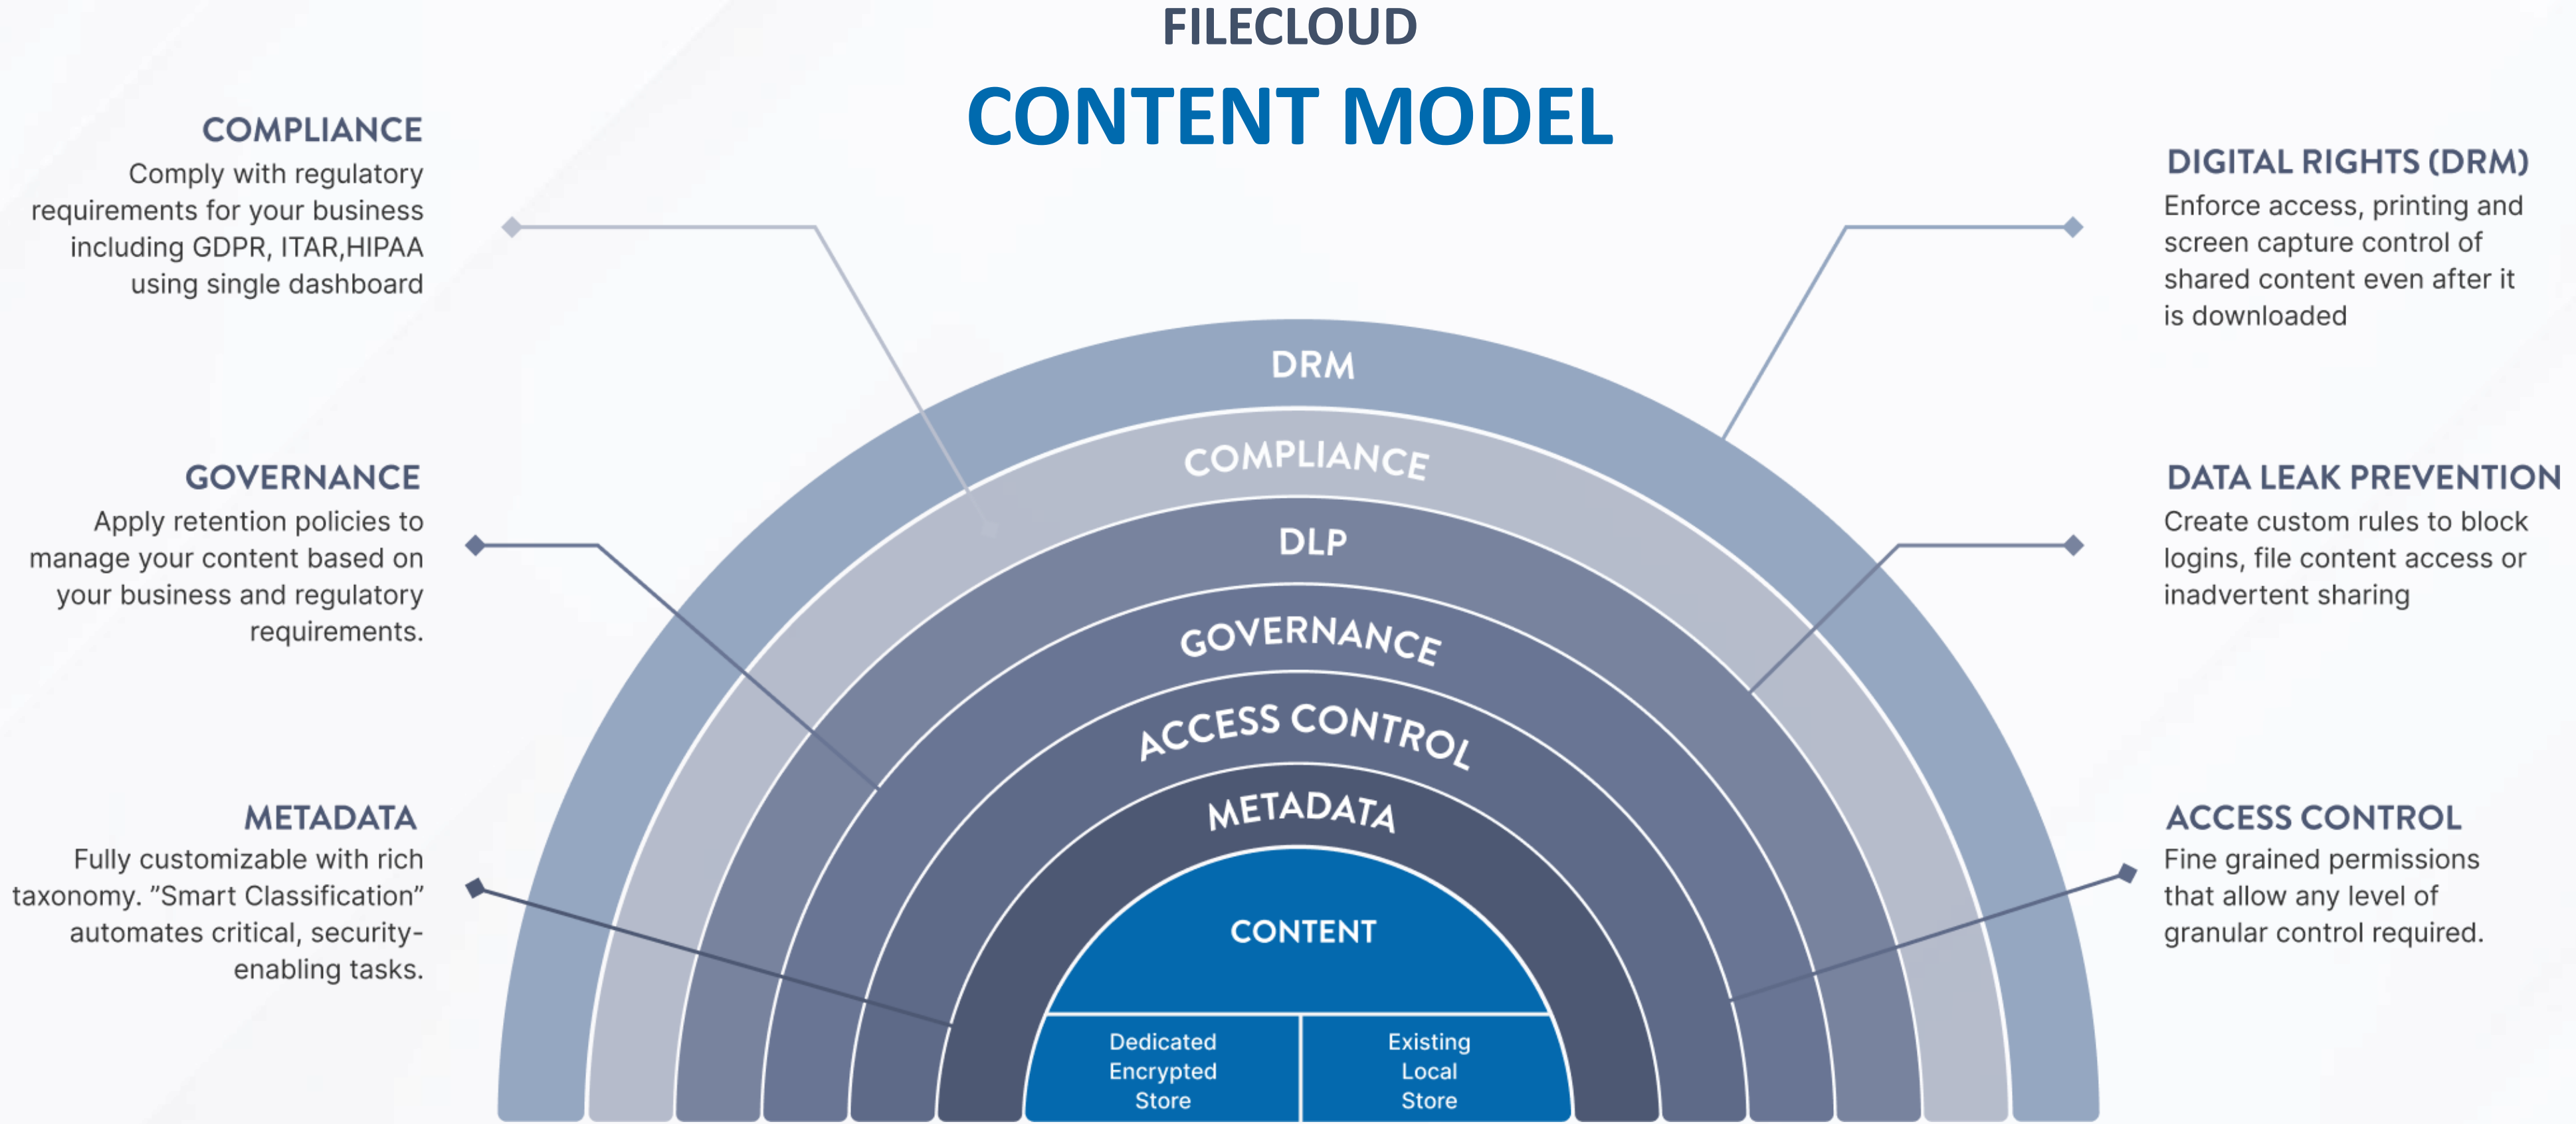 FILECLOUD
CONTENT MODEL
COMPLIANCE
Comply with regulatory
requirements for your business
including GDPR, ITAR,HIPAA
using single dashboard
GOVERNANCE
Apply retention policies to
manage your content based on
your business and regulatory
requirements.
METADATA
Fully customizable with rich
taxonomy. ”Smart Classification”
automates critical, security-
enabling tasks.
DRM
COMPLIANCE
DLP
GOVERNANCE
ACCESS CONTROL
METADATA
CONTENT
Dedicated
Encrypted
Store
Existing
Local
Store
DIGITAL RIGHTS (DRM)
Enforce access, printing and
screen capture control of
shared content even after it
is downloaded
DATA LEAK PREVENTION
Create custom rules to block
logins, file content access or
inadvertent sharing
ACCESS CONTROL
Fine grained permissions
that allow any level of
granular control required.